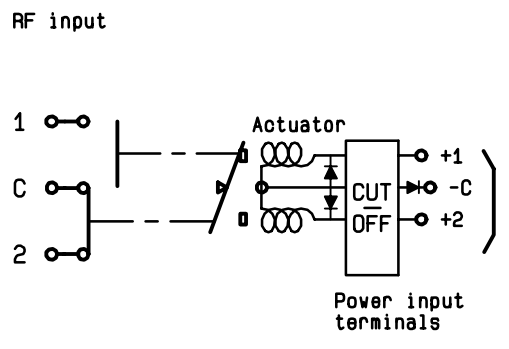 RF input
1
Actuator
+1
C
CUT
-C
OFF
+2
2
Power input
terminals